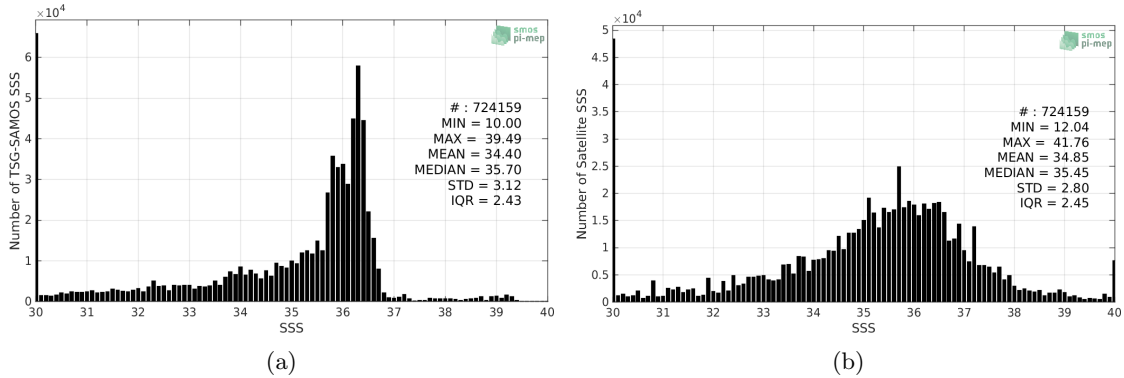 ×10⁴
smos
pi-mep
Number of TSG-SAMOS SSS
6
5
4
3
2
1
0
# : 724159
MIN = 10.00
MAX = 39.49
MEAN = 34.40
MEDIAN = 35.70
STD = 3.12
IQR = 2.43
30 31 32 33 34 35 36 37 38 39 40
SSS
(a)
×10⁴
smos
pi-mep
Number of Satellite SSS
5
4.5
4
3.5
3
2.5
2
1.5
1
0.5
0
# : 724159
MIN = 12.04
MAX = 41.76
MEAN = 34.85
MEDIAN = 35.45
STD = 2.80
IQR = 2.45
30 31 32 33 34 35 36 37 38 39 40
SSS
(b)